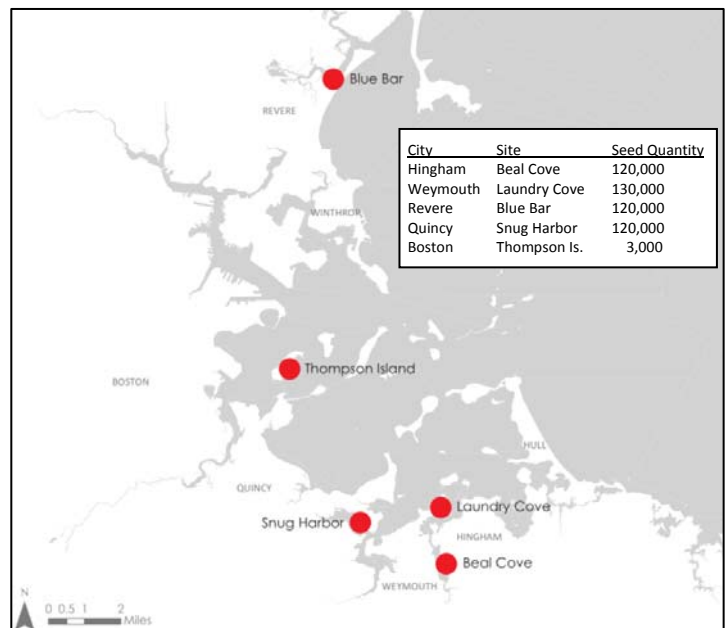 Blue Bar
REVERE
City Site Seed Quantity
Hingham Beal Cove 120,000
Weymouth Laundry Cove 130,000
Revere Blue Bar 120,000
Quincy Snug Harbor 120,000
Boston Thompson Is. 3,000
WINTHROP
Thompson Island
BOSTON
HULL
QUINCY
Laundry Cove
Snug Harbor
HINGHAM
Beal Cove
WEYMOUTH
N
0 0.5 1 2
Miles